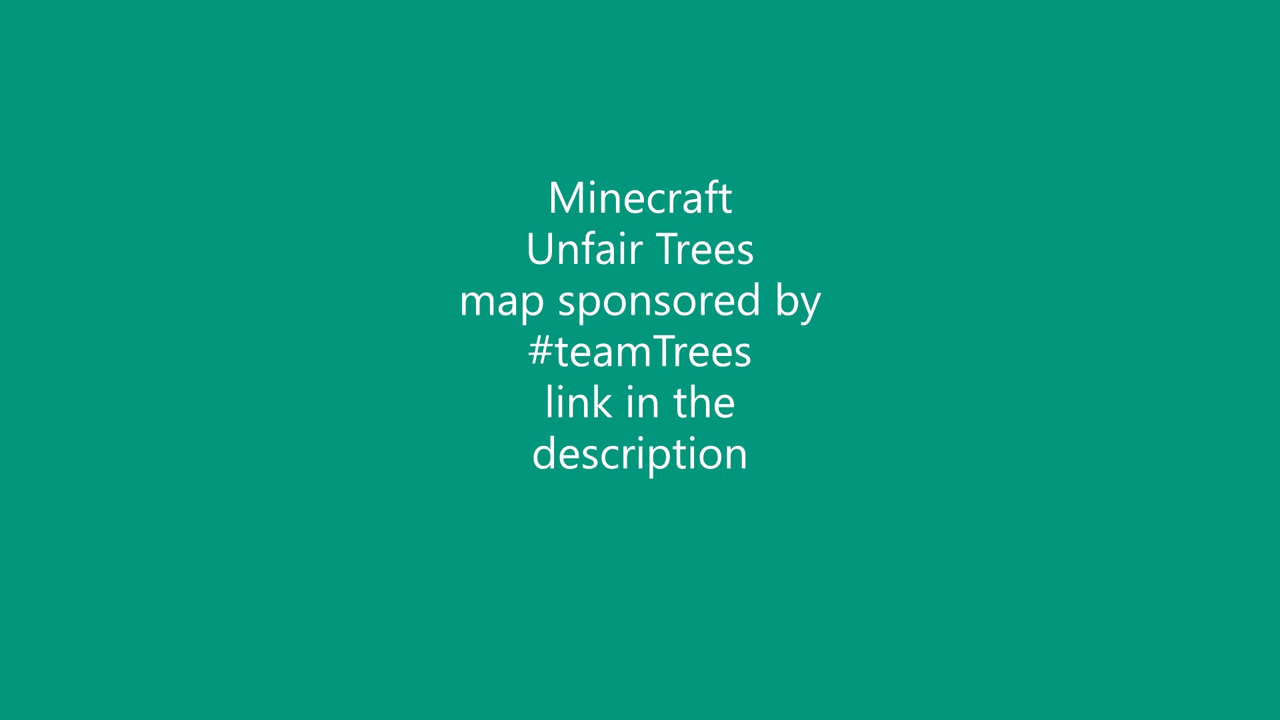 Minecraft
Unfair Trees
map sponsored by
#teamTrees
link in the
description